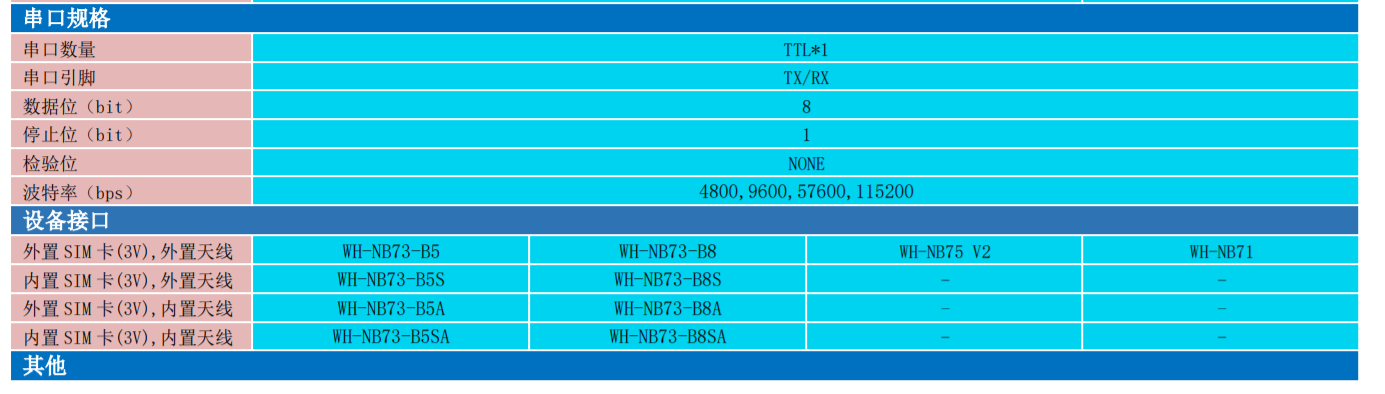 串口规格
串口数量 TTL*1
串口引脚 TX/RX
数据位（bit） 8
停止位（bit） 1
检验位 NONE
波特率（bps） 4800,9600,57600,115200
设备接口
外置 SIM 卡(3V),外置天线 WH-NB73-B5 WH-NB73-B8 WH-NB75 V2 WH-NB71
内置 SIM 卡(3V),外置天线 WH-NB73-B5S WH-NB73-B8S - -
外置 SIM 卡(3V),内置天线 WH-NB73-B5A WH-NB73-B8A - -
内置 SIM 卡(3V),内置天线 WH-NB73-B5SA WH-NB73-B8SA - -
其他